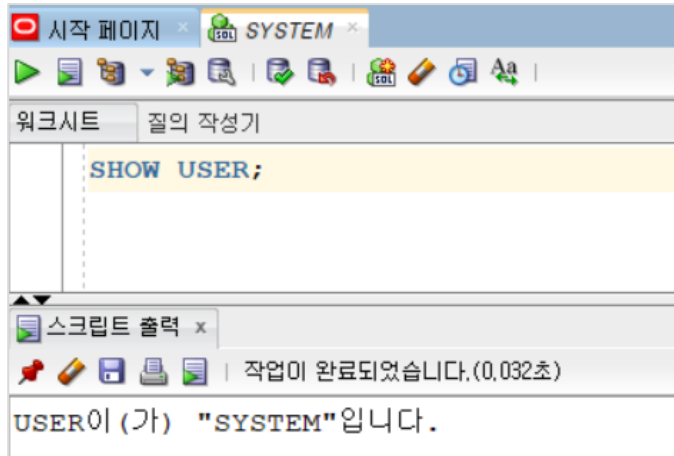 시작 페이지 SYSTEM
워크시트 질의 작성기
SHOW USER;
스크립트 출력 x
작업이 완료되었습니다.(0,032초)
USER이(가) "SYSTEM"입니다.